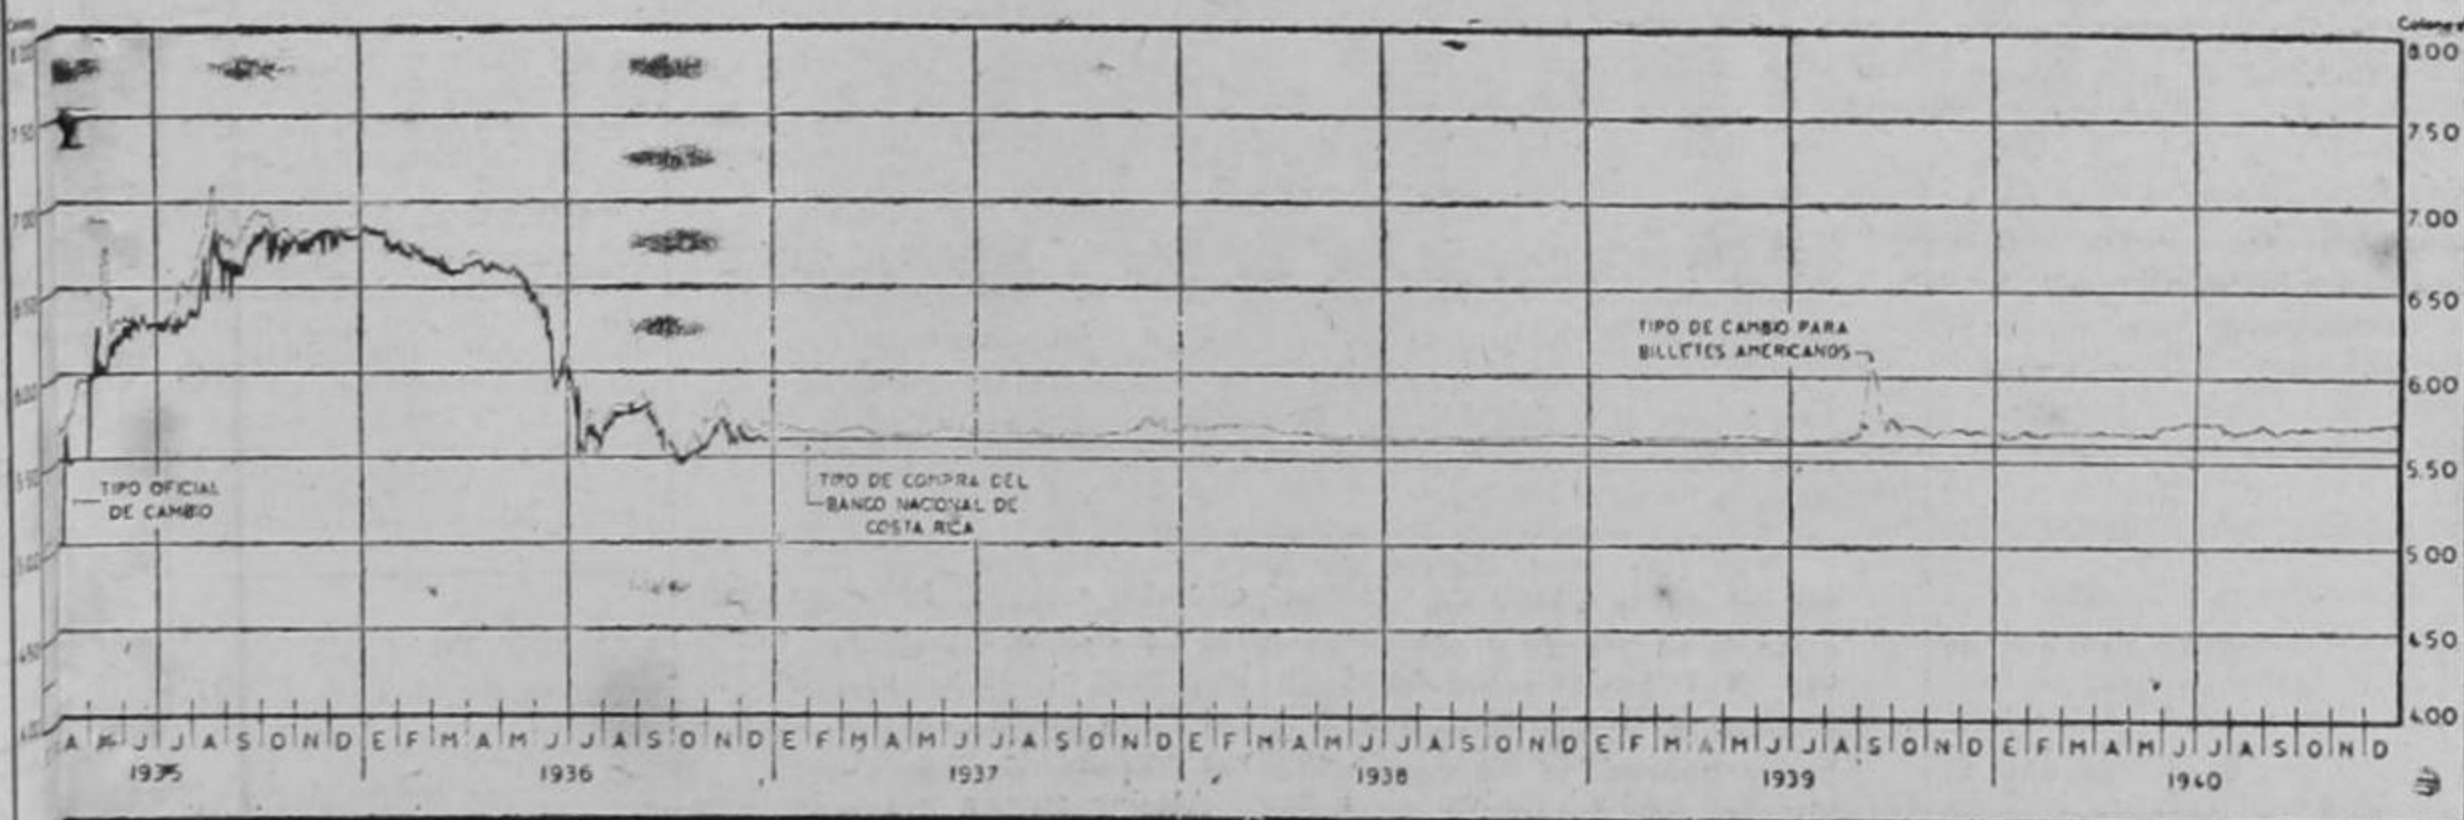 Colones
8.00
7.50
7.00
6.50
6.00
5.50
5.00
4.50
4.00
TIPO DE CAMBIO PARA
BILLETES AMERICANOS
TIPO OFICIAL
DE CAMBIO
TIPO DE COMPRA DEL
BANCO NACIONAL DE
COSTA RICA
A M J J A S O N D E F M A M J J A S O N D E F M A M J J A S O N D E F M A M J J A S O N D E F M A M J J A S O N D E F M A M J J A S O N D
1935 1936 1937 1938 1939 1940